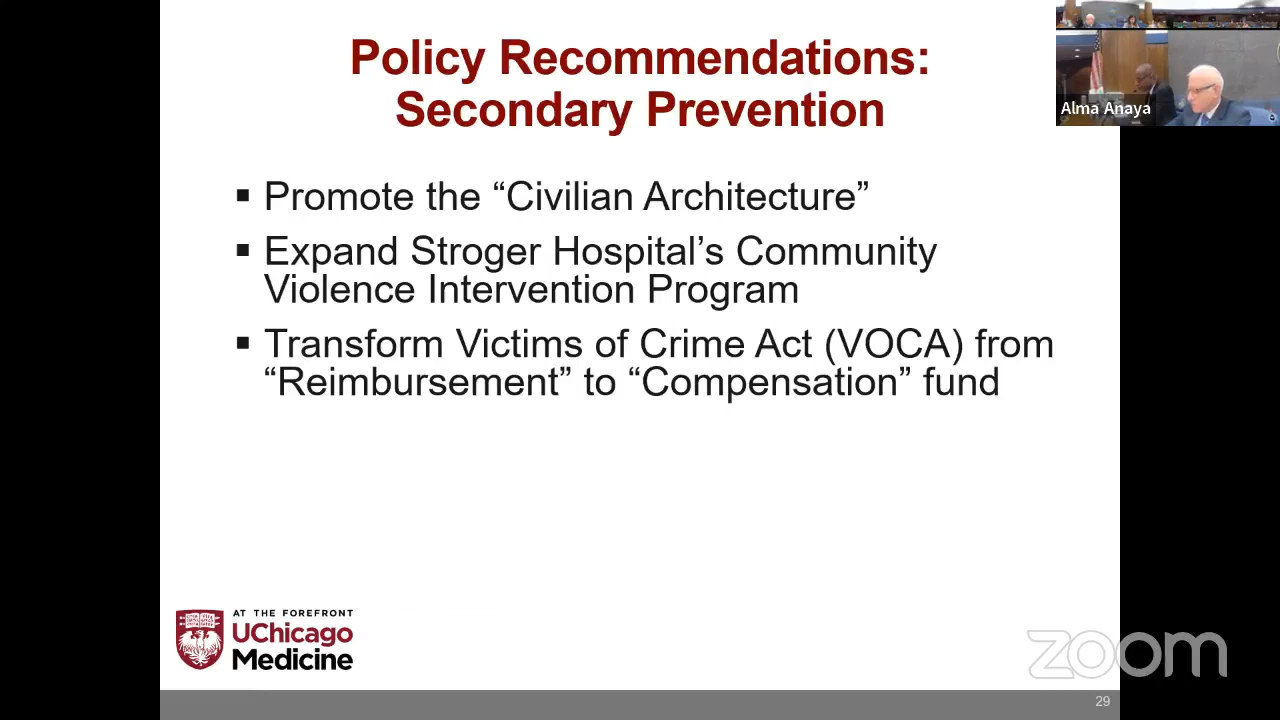 Policy Recommendations:
Secondary Prevention
Alma Anaya
▪ Promote the “Civilian Architecture”
▪ Expand Stroger Hospital’s Community
Violence Intervention Program
▪ Transform Victims of Crime Act (VOCA) from
“Reimbursement” to “Compensation” fund
AT THE FOREFRONT
UChicago
Medicine
zoom
29